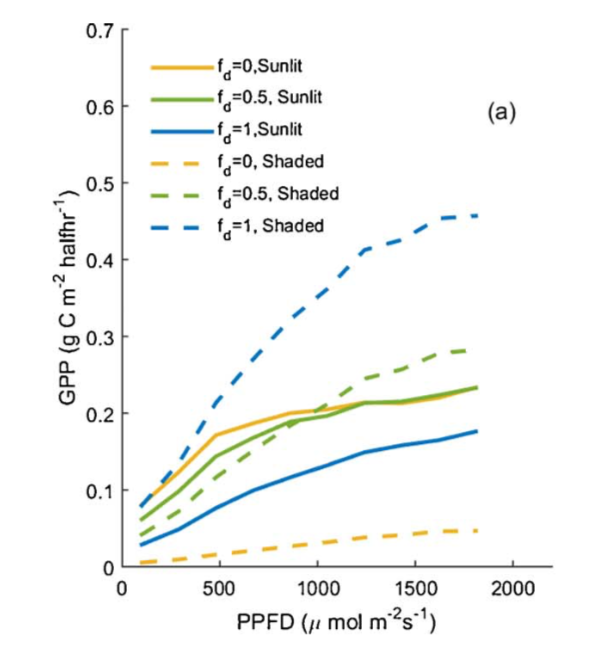 0.7
0.6
0.5
0.4
0.3
0.2
0.1
0
GPP (g C m-2 halfhr-1)
fd=0,Sunlit
fd=0.5, Sunlit
fd=1,Sunlit
fd=0, Shaded
fd=0.5, Shaded
fd=1, Shaded
(a)
0 500 1000 1500 2000
PPFD (μ mol m-2s-1)